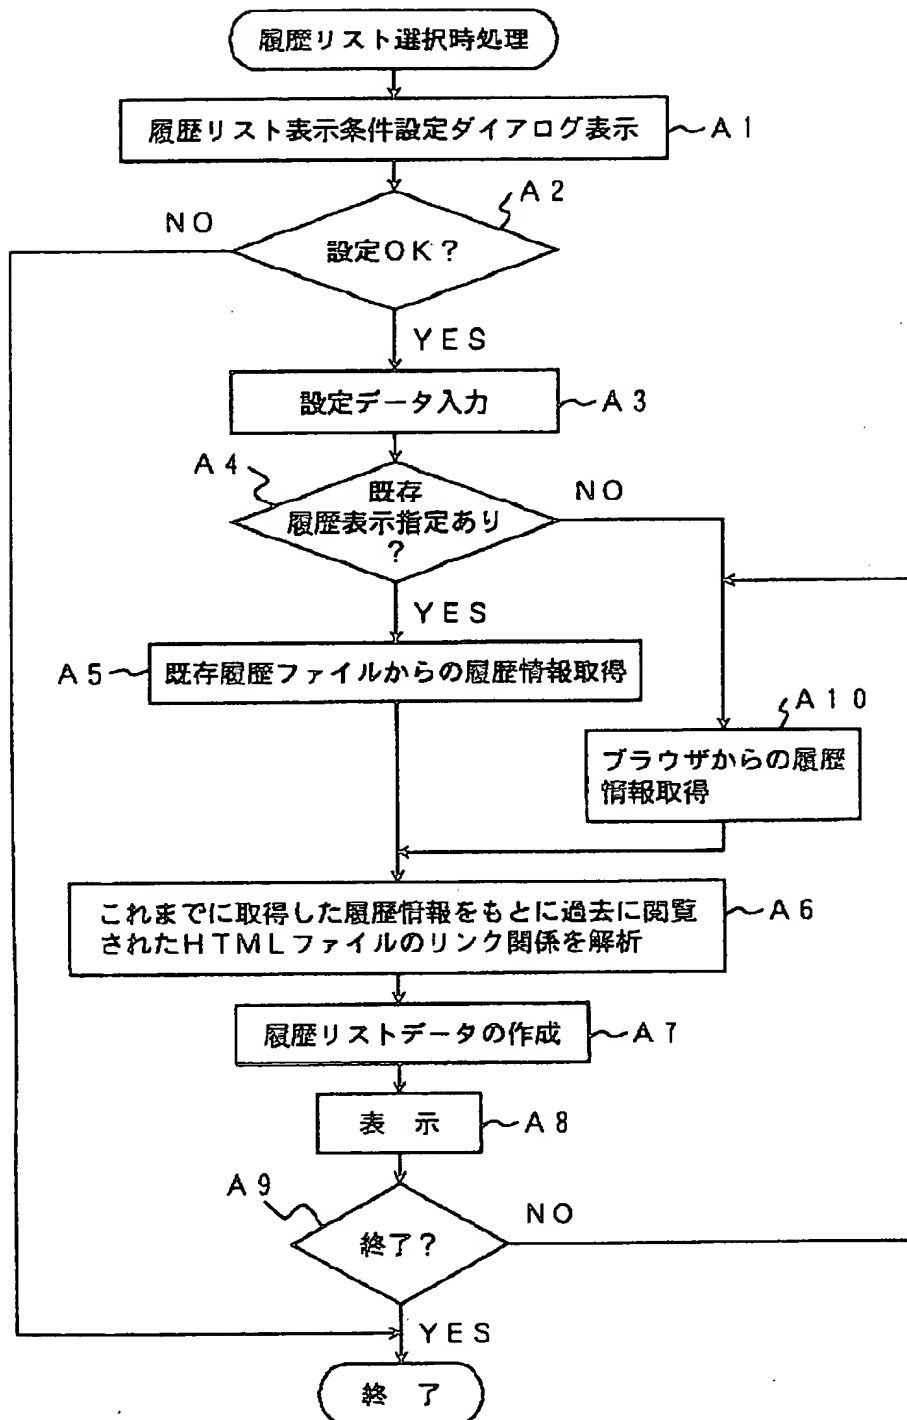 履歴リスト選択時処理
履歴リスト表示条件設定ダイアログ表示
A1
A2
NO
設定OK?
YES
設定データ入力
A3
A4
既存
履歴表示指定あり
?
NO
YES
A5
既存履歴ファイルからの履歴情報取得
A10
ブラウザからの履歴
情報取得
これまでに取得した履歴情報をもとに過去に閲覧
されたHTMLファイルのリンク関係を解析
A6
履歴リストデータの作成
A7
表 示
A8
A9
終了?
NO
YES
終 了